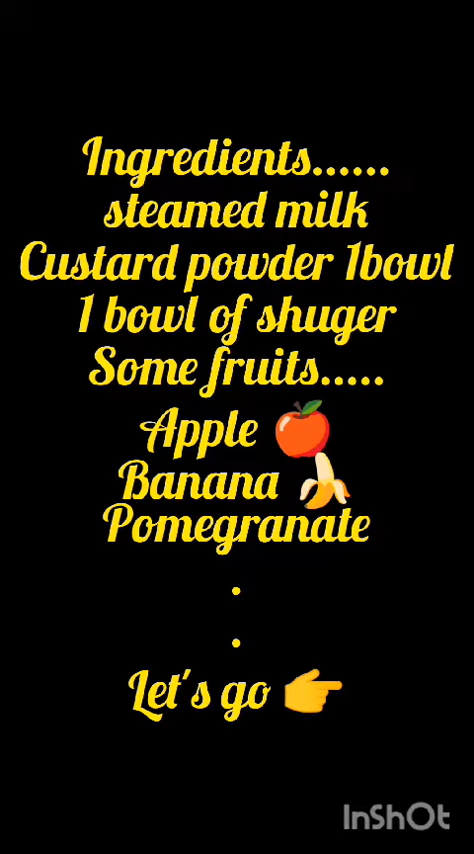 Ingredients......
steamed milk
Custard powder 1bowl
1 bowl of shuger
Some fruits.....
Apple 🍎
Banana 🍌
Pomegranate
.
.
Let's go 👉
InShOt